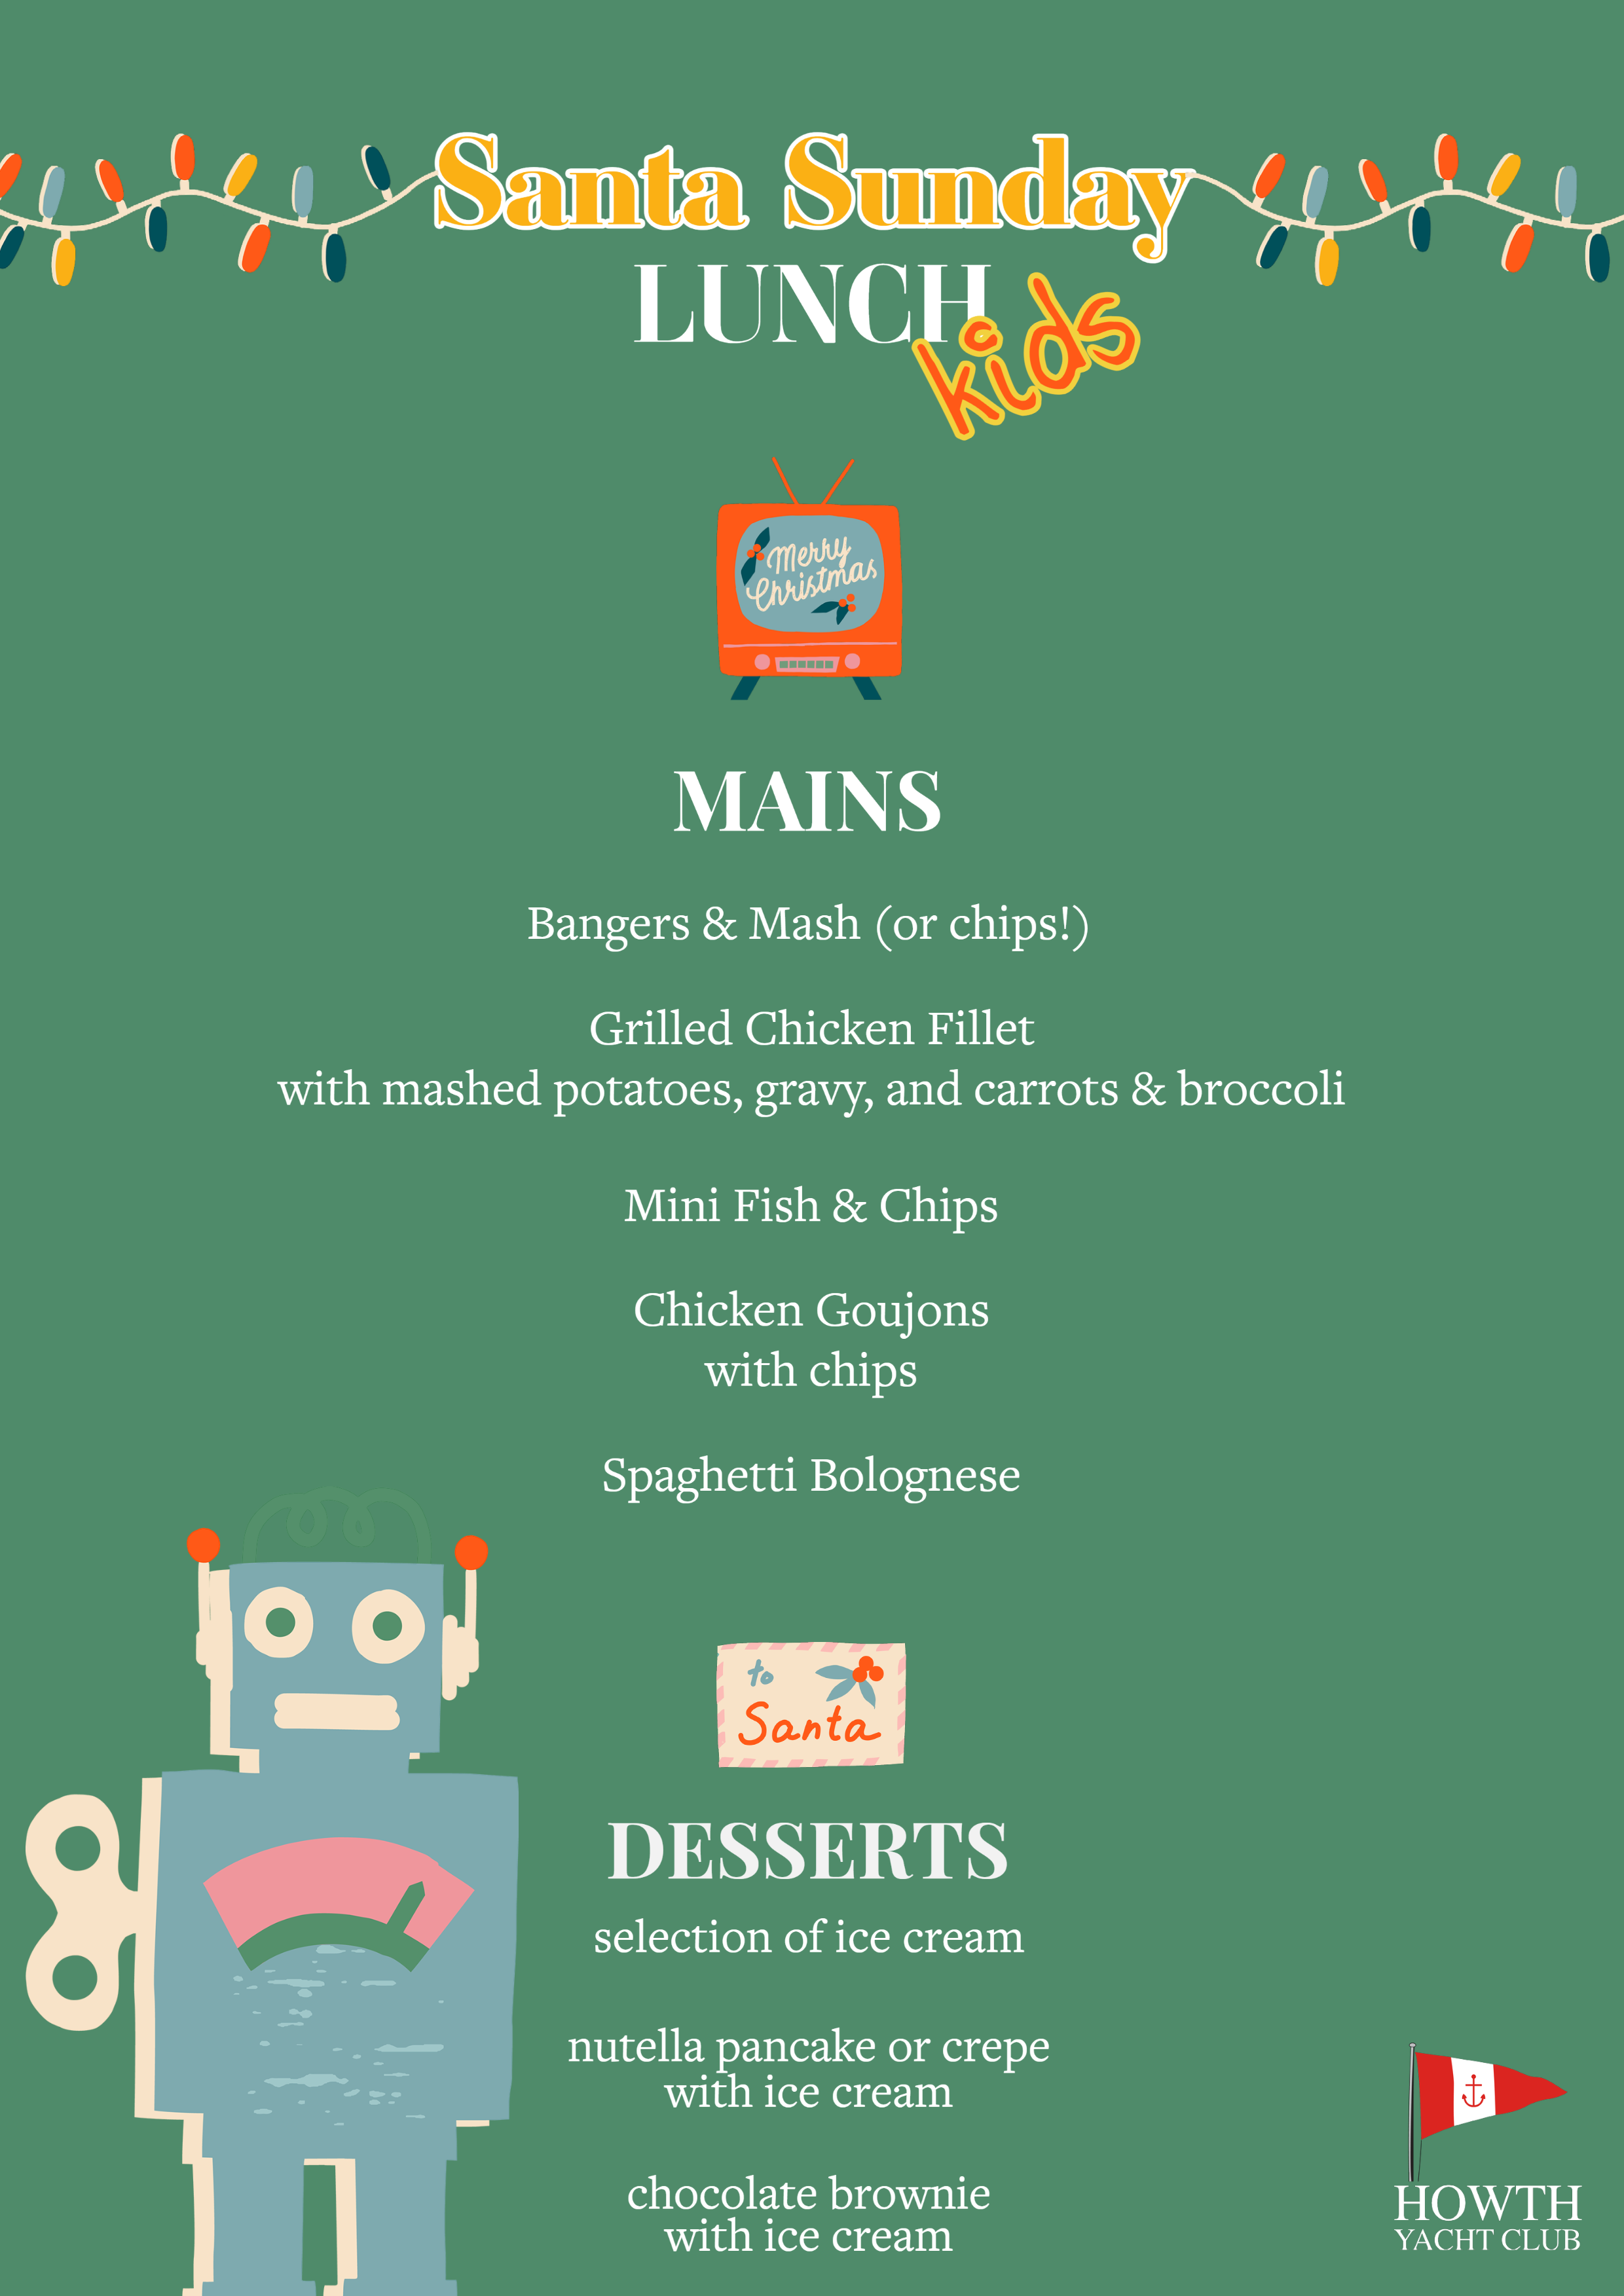 Santa Sunday
LUNCH
kids
Merry
Christmas
MAINS
Bangers & Mash (or chips!)
Grilled Chicken Fillet
with mashed potatoes, gravy, and carrots & broccoli
Mini Fish & Chips
Chicken Goujons
with chips
Spaghetti Bolognese
to
Santa
DESSERTS
selection of ice cream
nutella pancake or crepe
with ice cream
chocolate brownie
with ice cream
HOWTH
YACHT CLUB